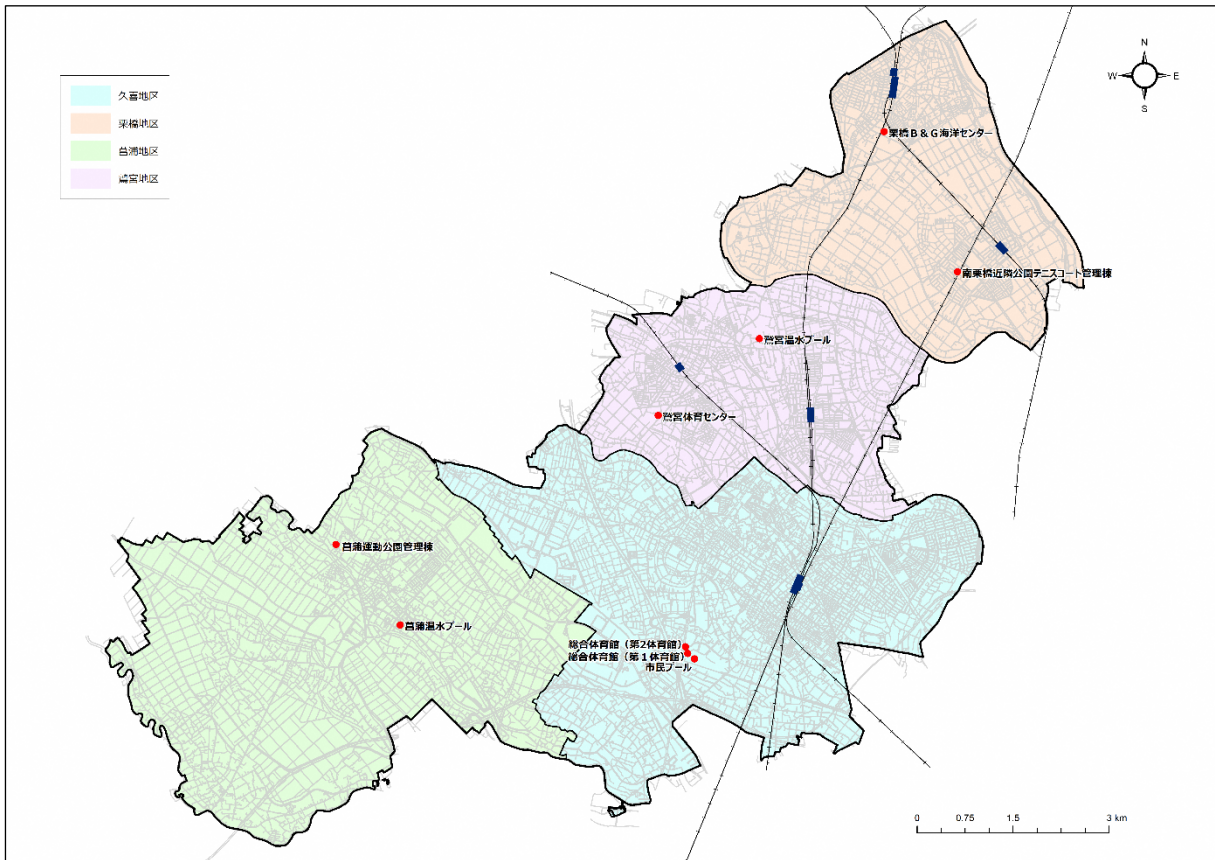 久喜地区
栗橋地区
菖蒲地区
鷲宮地区
N
W
E
S
栗橋B&G海洋センター
南栗橋近隣公園テニスコート管理棟
鷲宮温水プール
鷲宮体育センター
菖蒲運動公園管理棟
菖蒲温水プール
総合体育館(第2体育館)
総合体育館(第1体育館)
市民プール
0 0.75 1.5 3 km